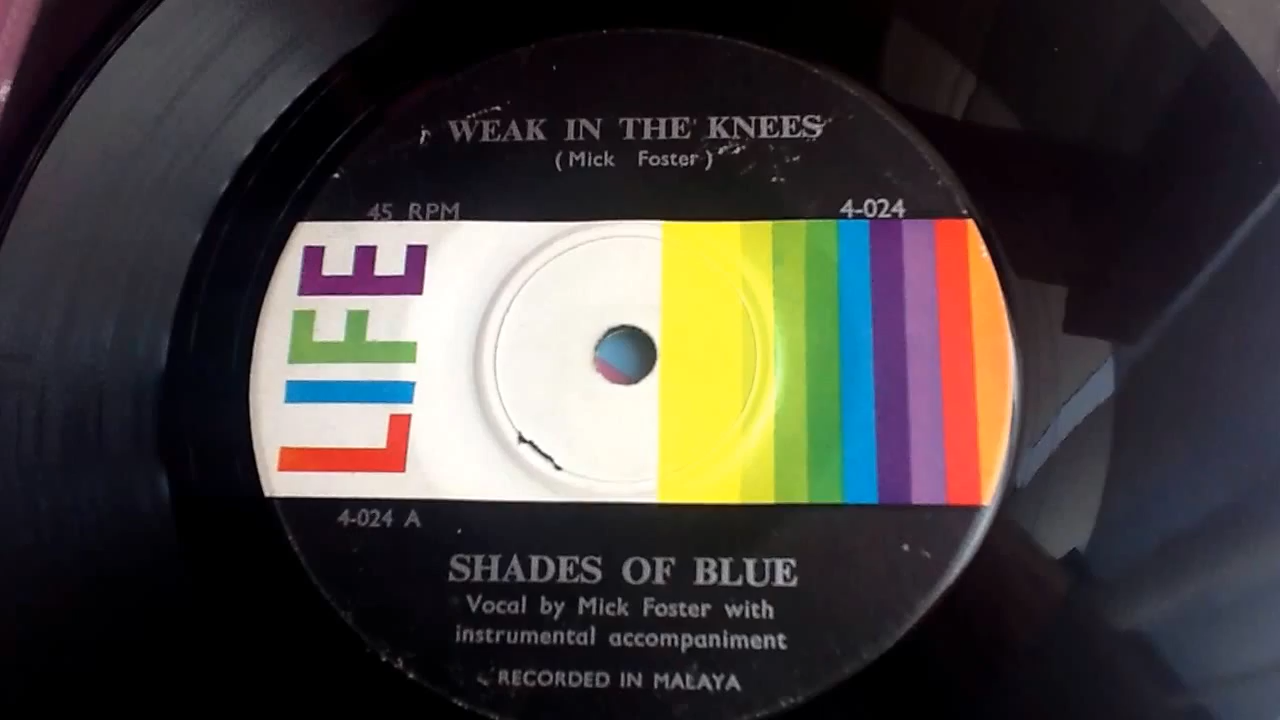 WEAK IN THE KNEES
(Mick Foster)
45 RPM
4-024
LIFE
4-024 A
SHADES OF BLUE
Vocal by Mick Foster with
instrumental accompaniment
RECORDED IN MALAYA